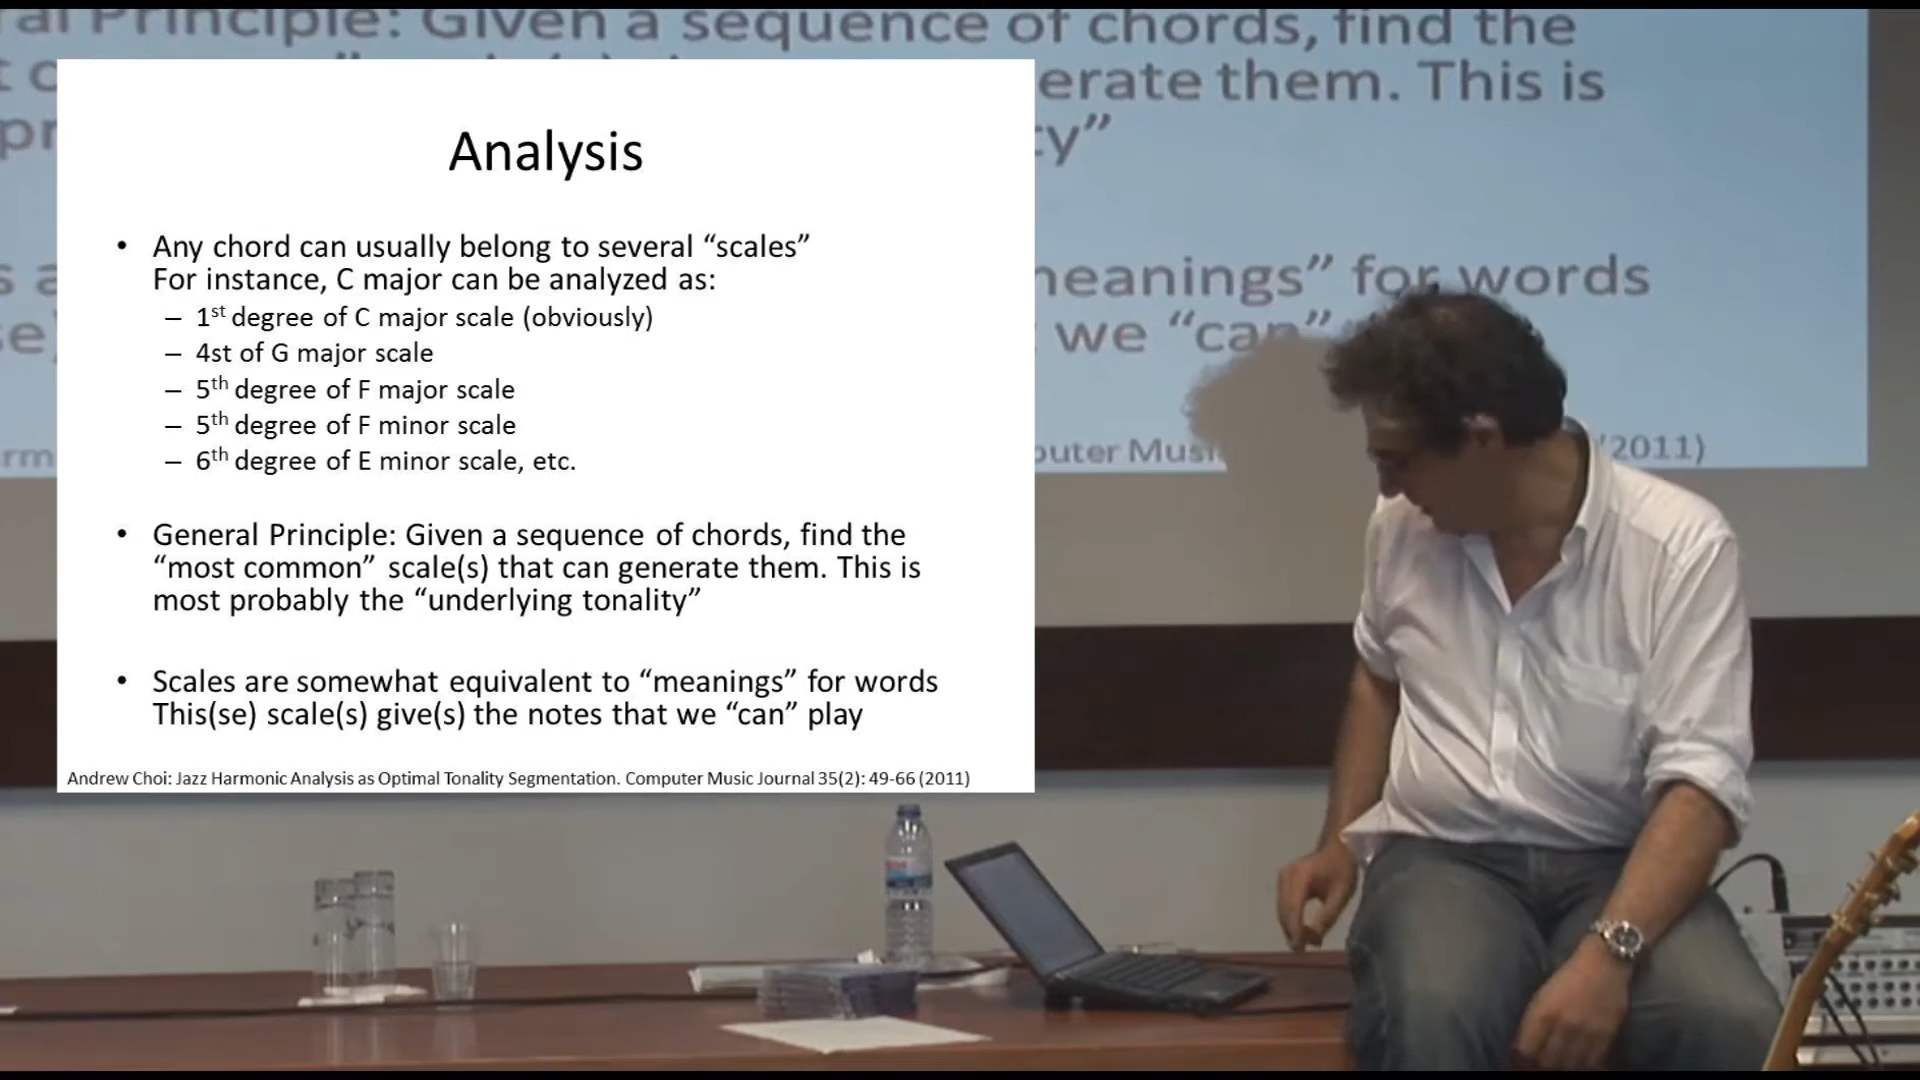 ral Principle: Given a sequence of chords, find the
erate them. This is
ty”
meanings” for words
we “can”
puter Musi
(2011)
Analysis
• Any chord can usually belong to several “scales”
For instance, C major can be analyzed as:
– 1st degree of C major scale (obviously)
– 4st of G major scale
– 5th degree of F major scale
– 5th degree of F minor scale
– 6th degree of E minor scale, etc.
• General Principle: Given a sequence of chords, find the
“most common” scale(s) that can generate them. This is
most probably the “underlying tonality”
• Scales are somewhat equivalent to “meanings” for words
This(se) scale(s) give(s) the notes that we “can” play
Andrew Choi: Jazz Harmonic Analysis as Optimal Tonality Segmentation. Computer Music Journal 35(2): 49-66 (2011)